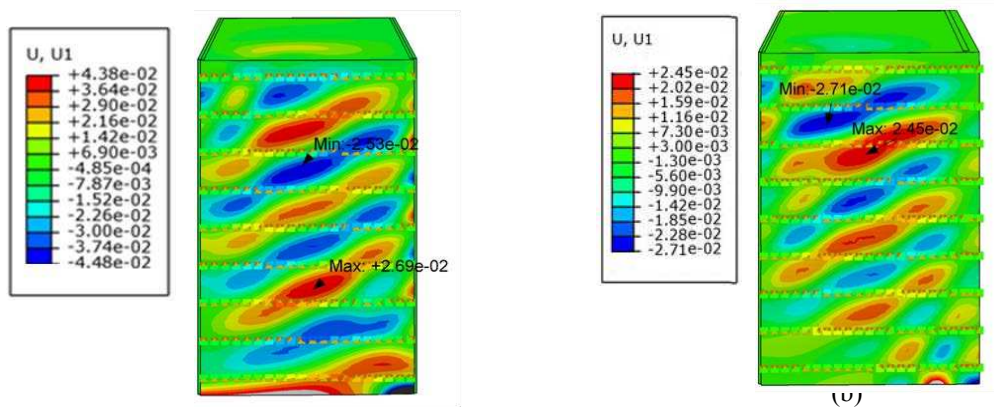 U, U1
+4.38e-02
+3.64e-02
+2.90e-02
+2.16e-02
+1.42e-02
+6.90e-03
-4.85e-04
-7.87e-03
-1.52e-02
-2.26e-02
-3.00e-02
-3.74e-02
-4.48e-02
Min: -2.53e-02
Max: +2.69e-02
U, U1
+2.45e-02
+2.02e-02
+1.59e-02
+1.16e-02
+7.30e-03
+3.00e-03
-1.30e-03
-5.60e-03
-9.90e-03
-1.42e-02
-1.85e-02
-2.28e-02
-2.71e-02
Min:-2.71e-02
Max: 2.45e-02
(b)